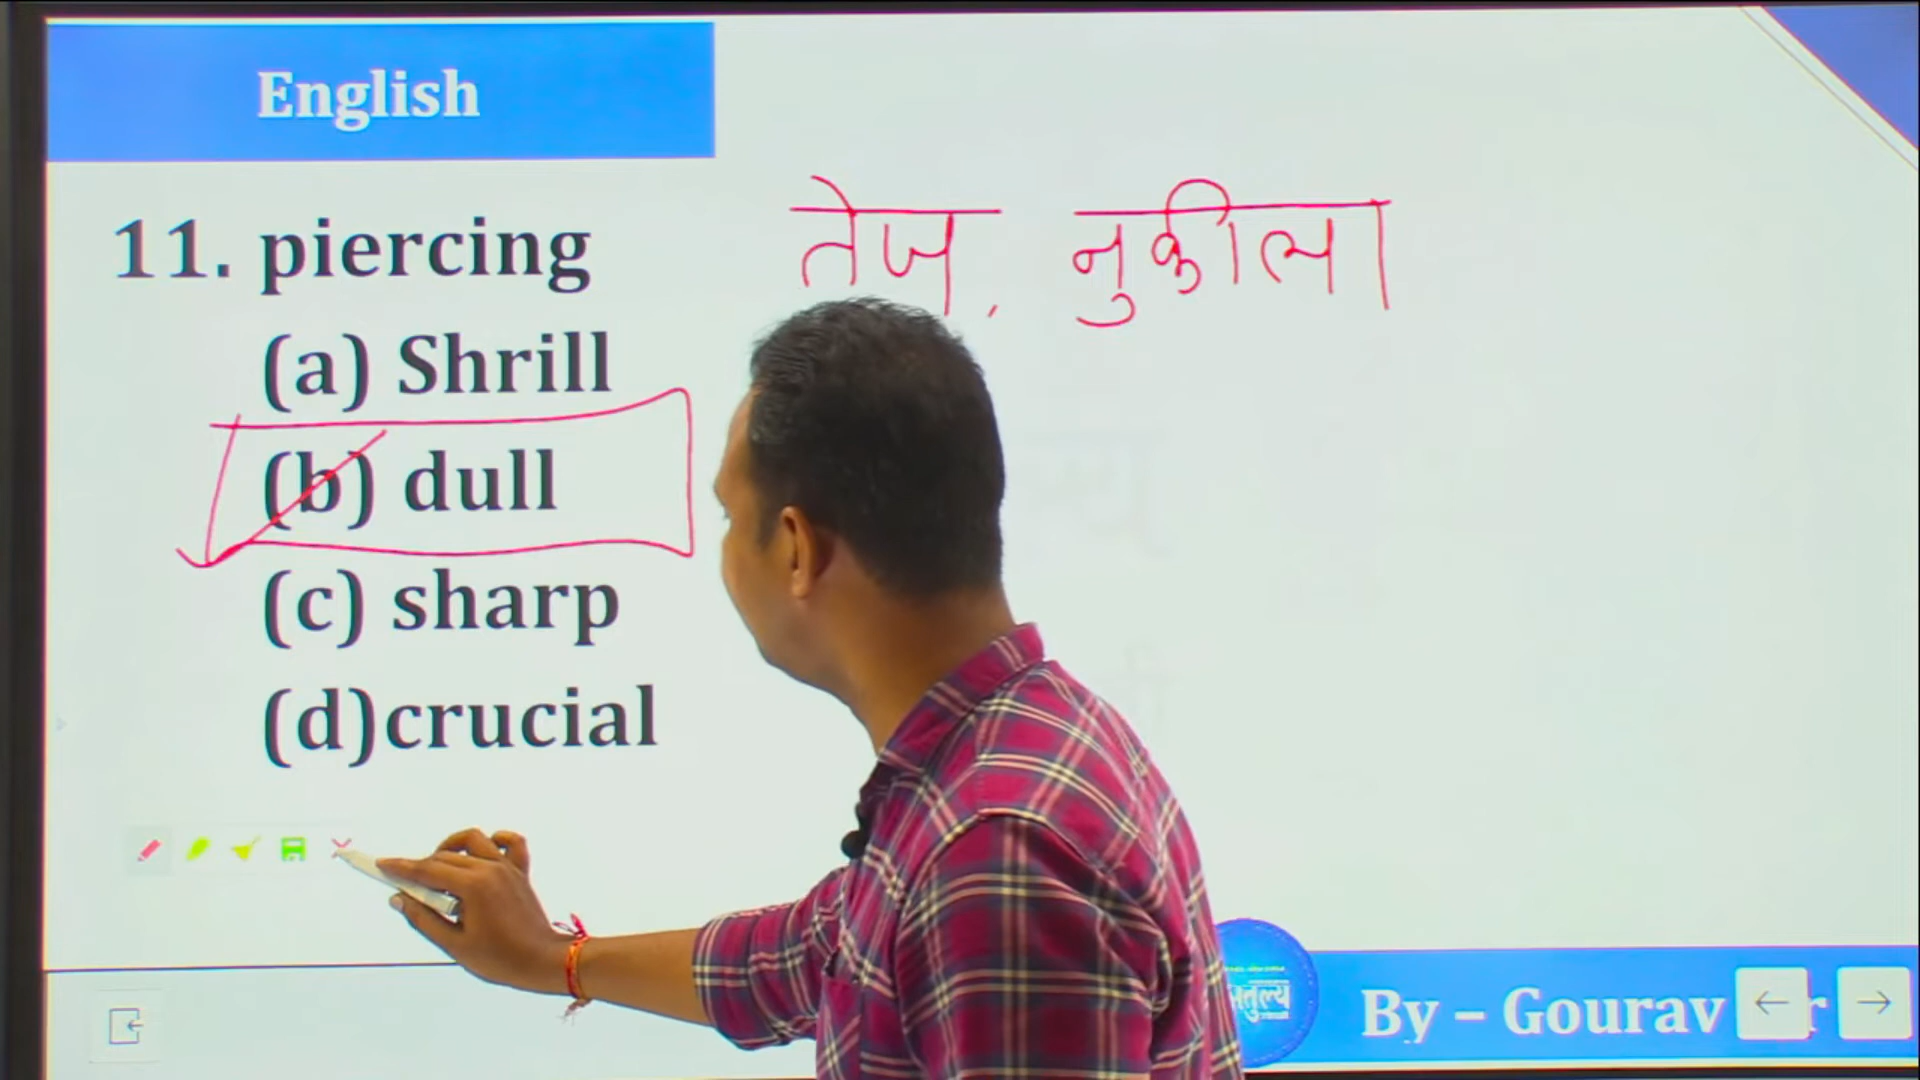 English
11. piercing
तेज, नुकीला
(a) Shrill
(b) dull
(c) sharp
(d)crucial
By – Gourav